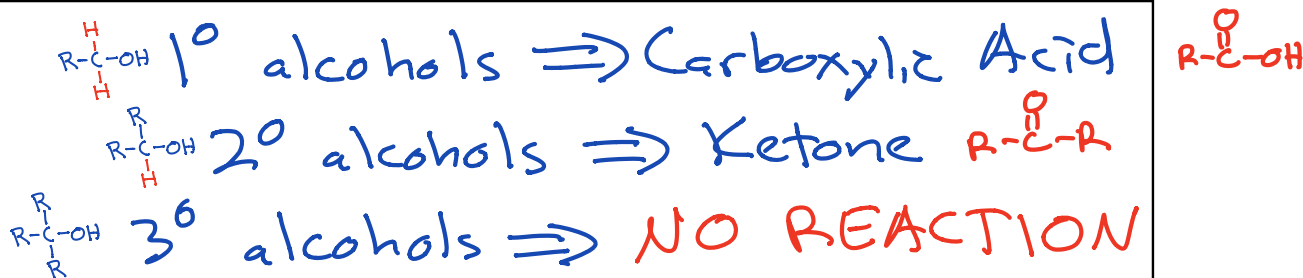 R-C-OH H H 1° alcohols ⇒ Carboxylic Acid R-C-OH O
R-C-OH R H 2° alcohols ⇒ Ketone R-C-R O
R-C-OH R R 3° alcohols ⇒ NO REACTION